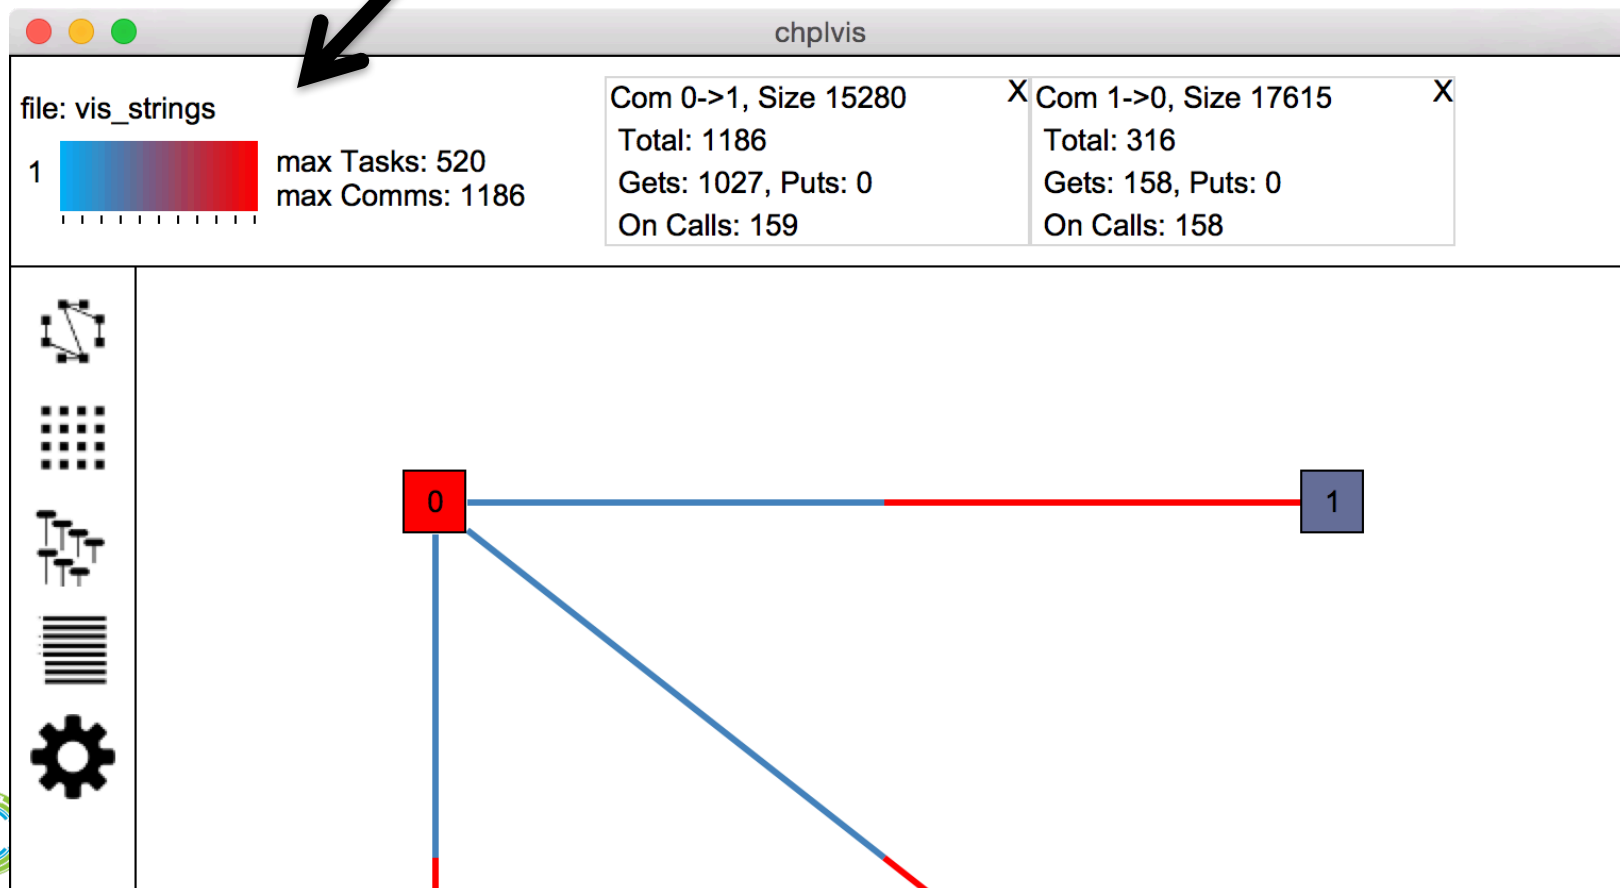 chplvis
file: vis_strings
1
max Tasks: 520
max Comms: 1186
Com 0->1, Size 15280 X
Total: 1186
Gets: 1027, Puts: 0
On Calls: 159
Com 1->0, Size 17615 X
Total: 316
Gets: 158, Puts: 0
On Calls: 158
0
1